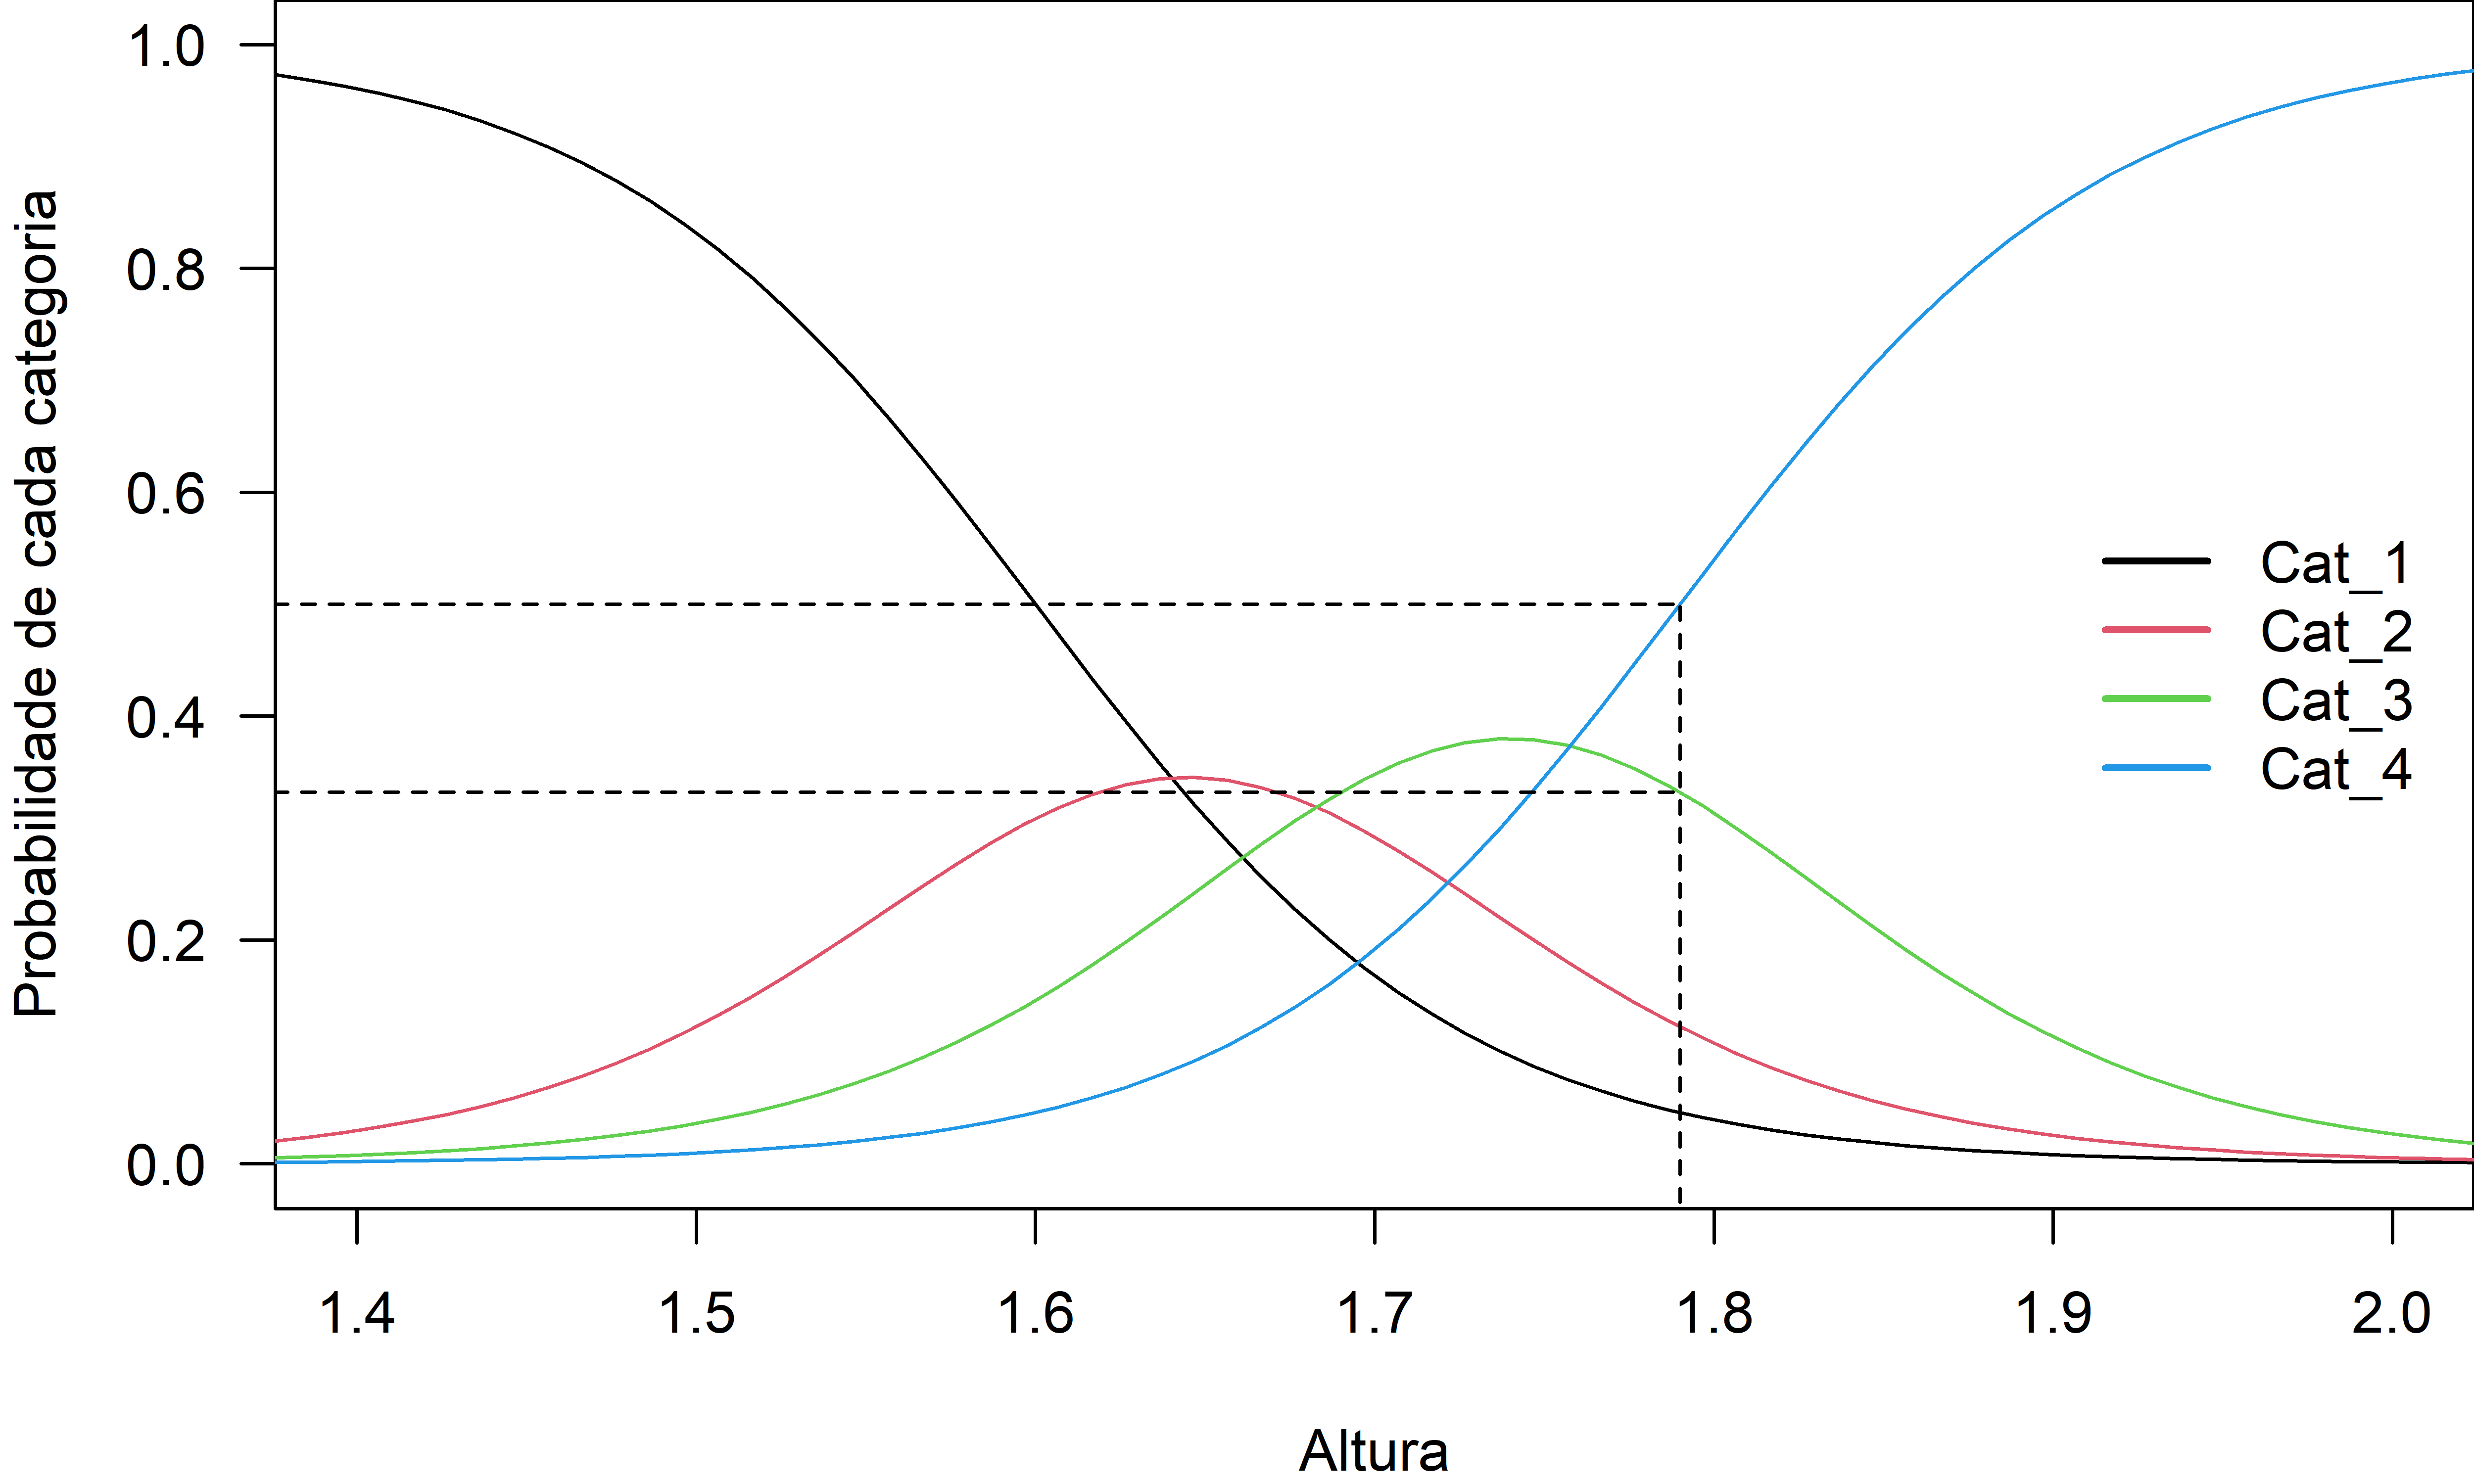 Probabilidade de cada categoria
1.0
0.8
0.6
0.4
0.2
0.0
Cat_1
Cat_2
Cat_3
Cat_4
1.4 1.5 1.6 1.7 1.8 1.9 2.0
Altura